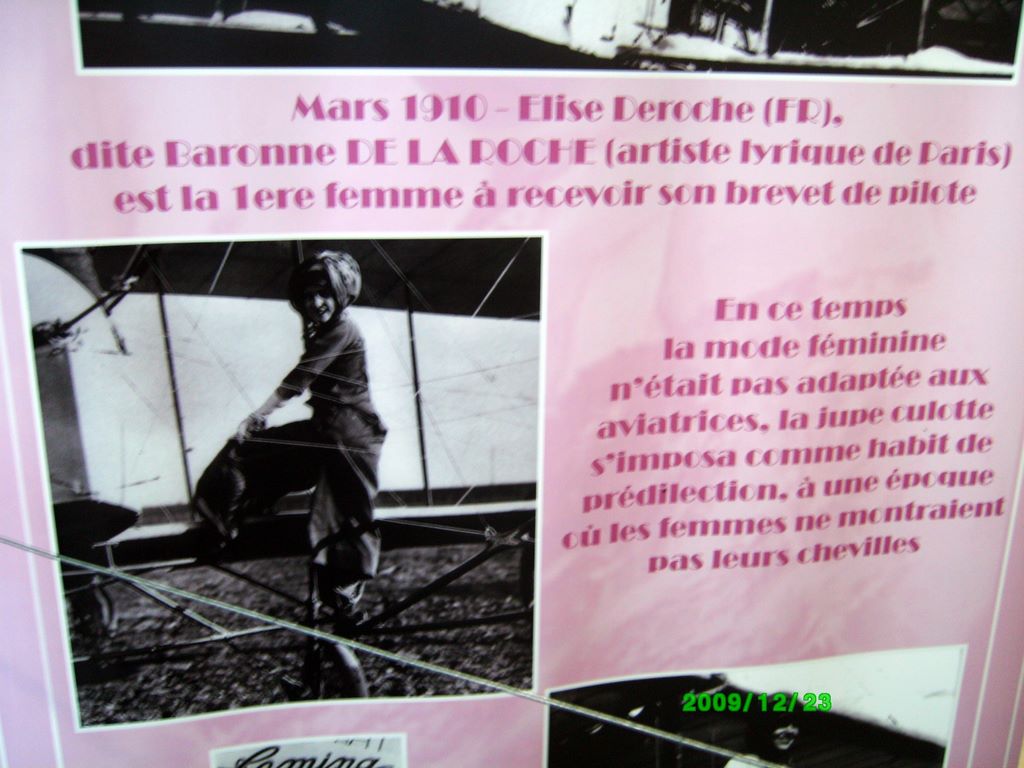 Mars 1910 - Elise Deroche (FR),
dite Baronne DE LA ROCHE (artiste lyrique de Paris)
est la 1ere femme à recevoir son brevet de pilote
En ce temps
la mode féminine
n'était pas adaptée aux
aviatrices, la jupe culotte
s'imposa comme habit de
prédilection, à une époque
où les femmes ne montraient
pas leurs chevilles
2009/12/23